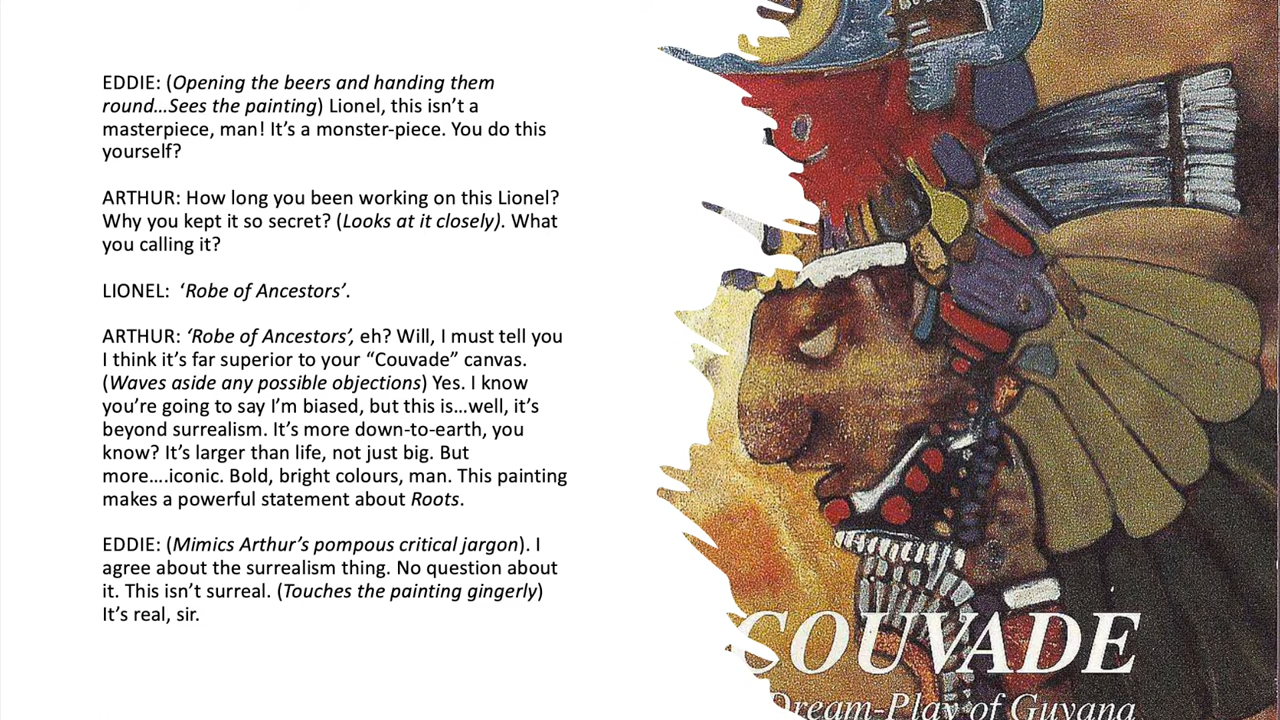 EDDIE: (Opening the beers and handing them
round...Sees the painting) Lionel, this isn't a
masterpiece, man! It's a monster-piece. You do this
yourself?
ARTHUR: How long you been working on this Lionel?
Why you kept it so secret? (Looks at it closely). What
you calling it?
LIONEL:  'Robe of Ancestors'.
ARTHUR: 'Robe of Ancestors', eh? Will, I must tell you
I think it's far superior to your “Couvade” canvas.
(Waves aside any possible objections) Yes. I know
you're going to say I'm biased, but this is...well, it's
beyond surrealism. It's more down-to-earth, you
know? It's larger than life, not just big. But
more....iconic. Bold, bright colours, man. This painting
makes a powerful statement about Roots.
EDDIE: (Mimics Arthur's pompous critical jargon). I
agree about the surrealism thing. No question about
it. This isn't surreal. (Touches the painting gingerly)
It's real, sir.
COUVADE
Dream-Play of Guyana